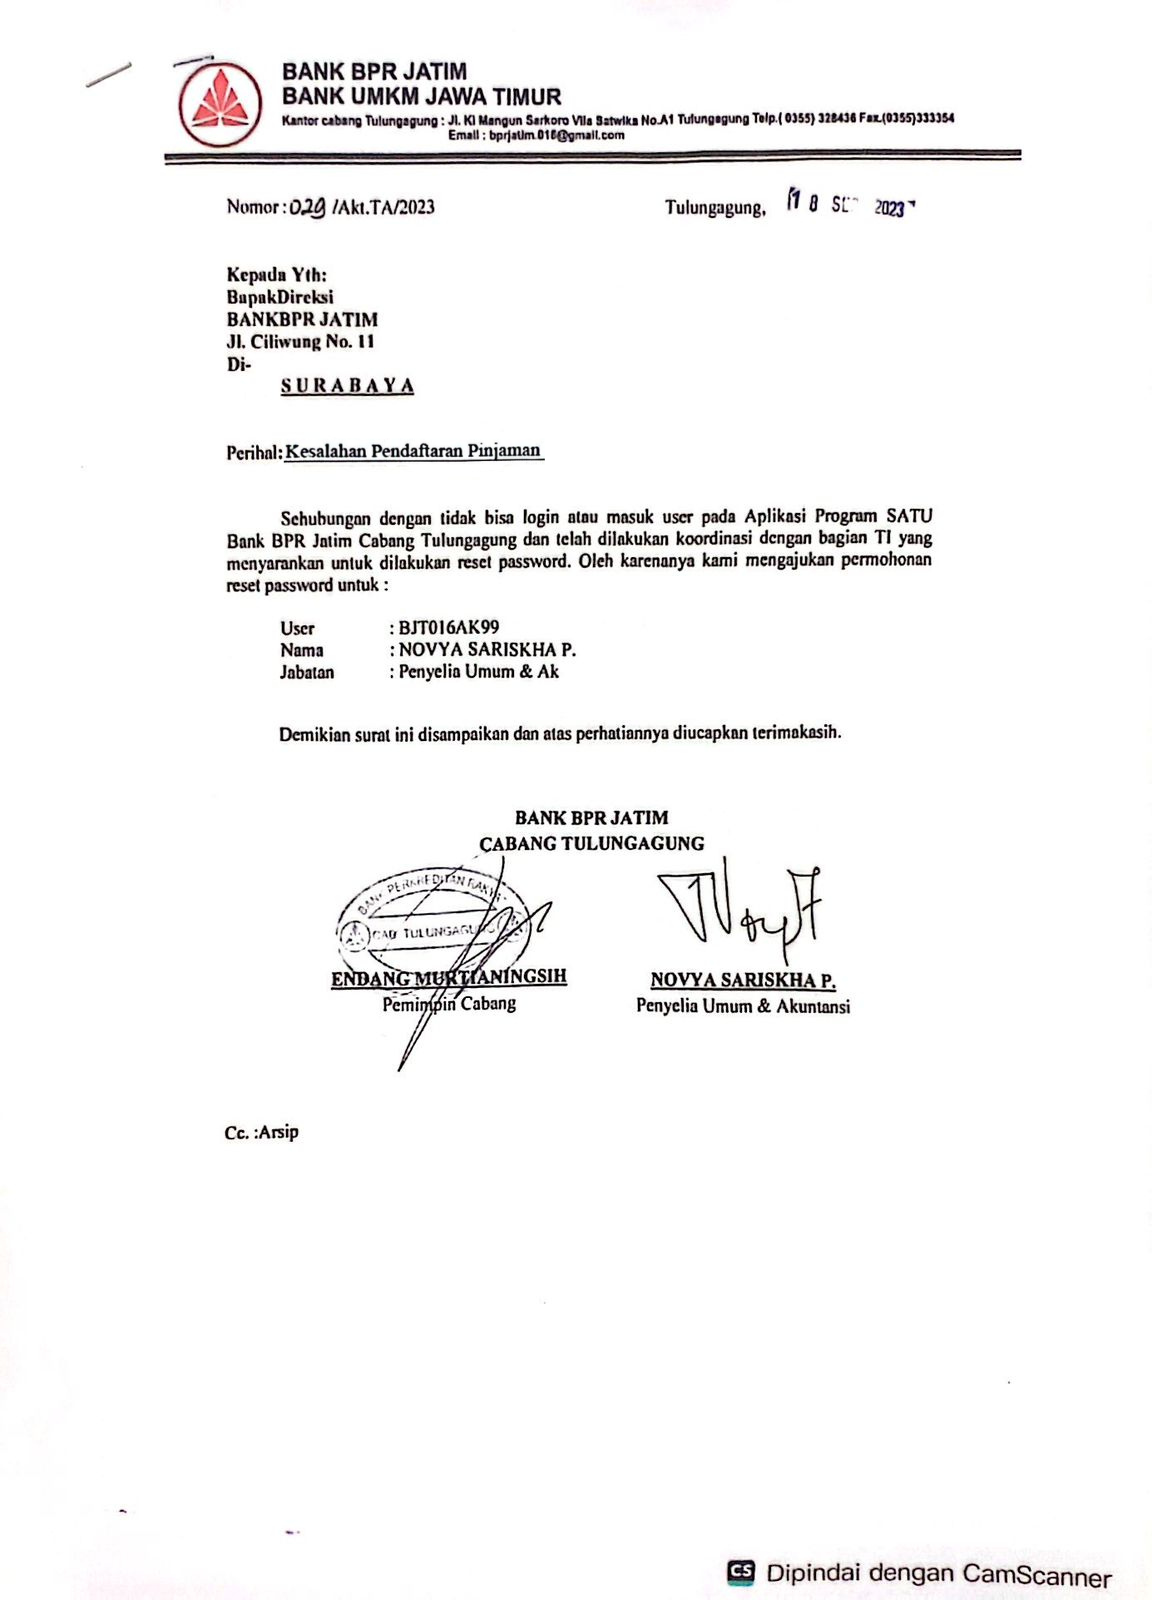 BANK BPR JATIM
BANK UMKM JAWA TIMUR
Kantor cabang Tulungagung : Jl. Ki Mangun Sarkoro Vila Satwika No.A1 Tulungagung Telp.( 0355) 328436 Fax.(0355)333354
Email : bprjatim.016@gmail.com
Nomor : 029 /Akt.TA/2023
Tulungagung, 18 2023
Kepada Yth:
BapakDireksi
BANKBPR JATIM
Jl. Ciliwung No. 11
Di-
S U R A B A Y A
Perihal: Kesalahan Pendaftaran Pinjaman
Sehubungan dengan tidak bisa login atau masuk user pada Aplikasi Program SATU
Bank BPR Jatim Cabang Tulungagung dan telah dilakukan koordinasi dengan bagian TI yang
menyarankan untuk dilakukan reset password. Oleh karenanya kami mengajukan permohonan
reset password untuk :
User : BJT016AK99
Nama : NOVYA SARISKHA P.
Jabatan : Penyelia Umum & Ak
Demikian surat ini disampaikan dan atas perhatiannya diucapkan terimakasih.
BANK BPR JATIM
CABANG TULUNGAGUNG
BANK PERKREDITAN
CAB TULUNGAGUNG
ENDANG MURTIANINGSIH
Pemimpin Cabang
NOVYA SARISKHA P.
Penyelia Umum & Akuntansi
Cc. :Arsip
CS Dipindai dengan CamScanner